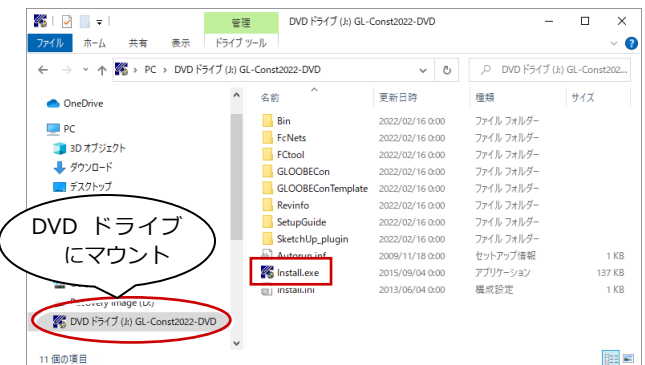 管理
DVD ドライブ (J:) GL-Const2022-DVD
ファイル ホーム 共有 表示 ドライブ ツール
PC DVD ドライブ (J:) GL-Const2022-DVD
DVD ドライブ (J:) GL-Const202...
名前 更新日時 種類 サイズ
OneDrive
PC
3D オブジェクト
ダウンロード
デスクトップ
DVD ドライブ
にマウント
Recovery Image (D:)
DVD ドライブ (J:) GL-Const2022-DVD
Bin 2022/02/16 0:00 ファイル フォルダー
FcNets 2022/02/16 0:00 ファイル フォルダー
FCtool 2022/02/16 0:00 ファイル フォルダー
GLOOBECon 2022/02/16 0:00 ファイル フォルダー
GLOOBEConTemplate 2022/02/16 0:00 ファイル フォルダー
Revinfo 2022/02/16 0:00 ファイル フォルダー
SetupGuide 2022/02/16 0:00 ファイル フォルダー
SketchUp_plugin 2022/02/16 0:00 ファイル フォルダー
Autorun.inf 2009/11/18 0:00 セットアップ情報 1 KB
Install.exe 2015/09/04 0:00 アプリケーション 137 KB
install.ini 2013/06/04 0:00 構成設定 1 KB
11 個の項目